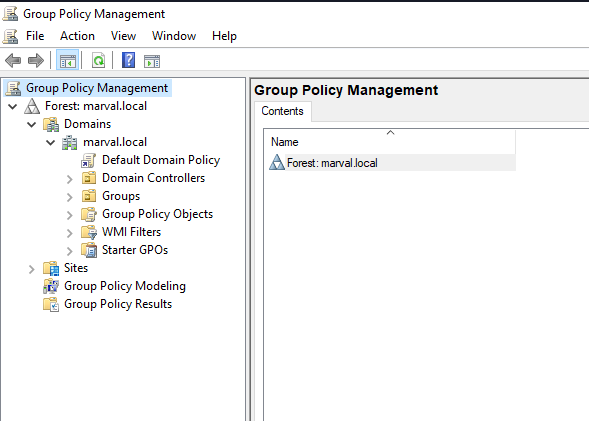 Group Policy Management
File Action View Window Help
Group Policy Management
Forest: marval.local
Domains
marval.local
Default Domain Policy
Domain Controllers
Groups
Group Policy Objects
WMI Filters
Starter GPOs
Sites
Group Policy Modeling
Group Policy Results
Group Policy Management
Contents
Name
Forest: marval.local